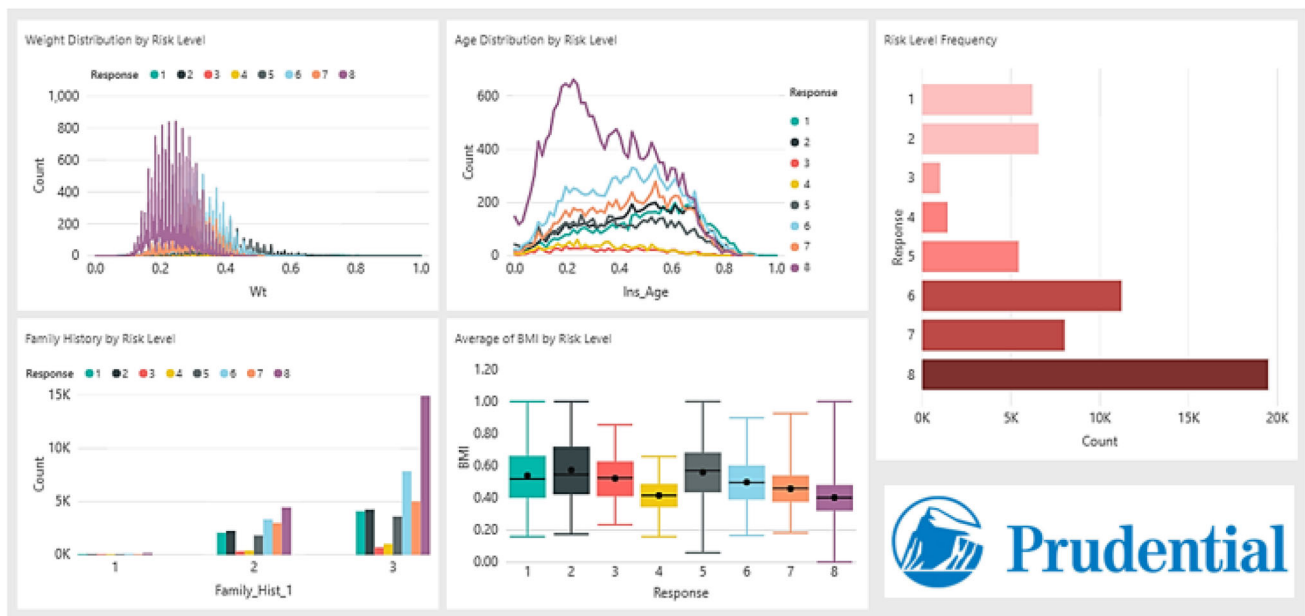 Weight Distribution by Risk Level
Response 1 2 3 4 5 6 7 8
1,000
800
600
400
200
0
Count
0.0 0.2 0.4 0.6 0.8 1.0
Wt
Age Distribution by Risk Level
600
400
200
0
Count
0.0 0.2 0.4 0.6 0.8 1.0
Ins_Age
Response
1
2
3
4
5
6
7
8
Risk Level Frequency
1
2
3
4
5
6
7
8
Response
0K 5K 10K 15K 20K
Count
Family History by Risk Level
Response 1 2 3 4 5 6 7 8
15K
10K
5K
0K
Count
1 2 3
Family_Hist_1
Average of BMI by Risk Level
1.20
1.00
0.80
0.60
0.40
0.20
0.00
BMI
1 2 3 4 5 6 7 8
Response
Prudential